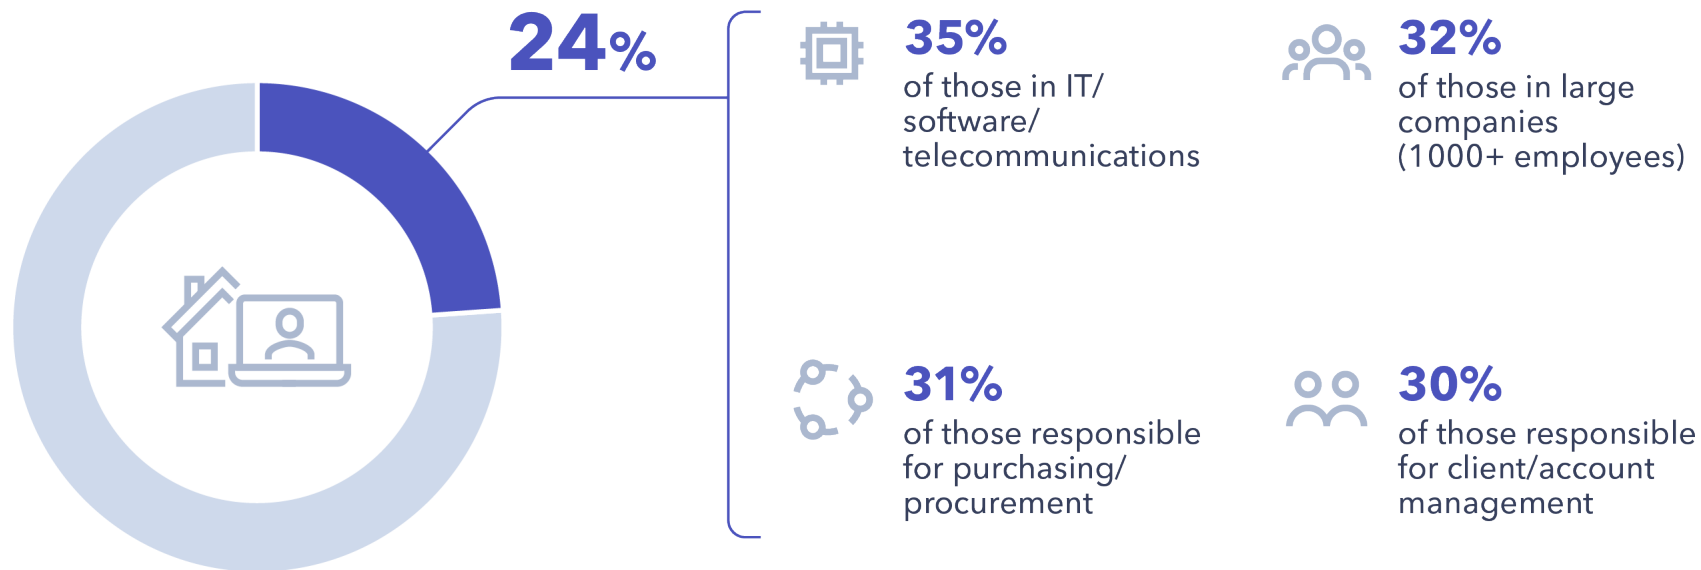 24%
35%
of those in IT/
software/
telecommunications
32%
of those in large
companies
(1000+ employees)
31%
of those responsible
for purchasing/
procurement
30%
of those responsible
for client/account
management